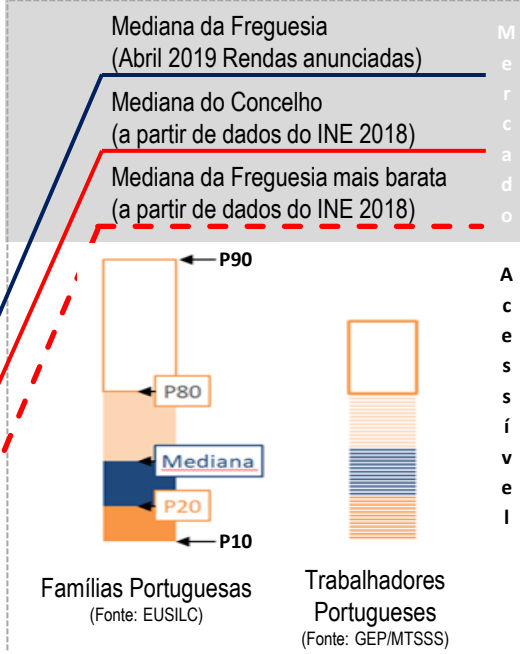 Mediana da Freguesia
(Abril 2019 Rendas anunciadas)
Mediana do Concelho
(a partir de dados do INE 2018)
Mediana da Freguesia mais barata
(a partir de dados do INE 2018)
Mercado
P90
P80
Mediana
P20
P10
Acessível
Famílias Portuguesas
(Fonte: EUSILC)
Trabalhadores
Portugueses
(Fonte: GEP/MTSSS)